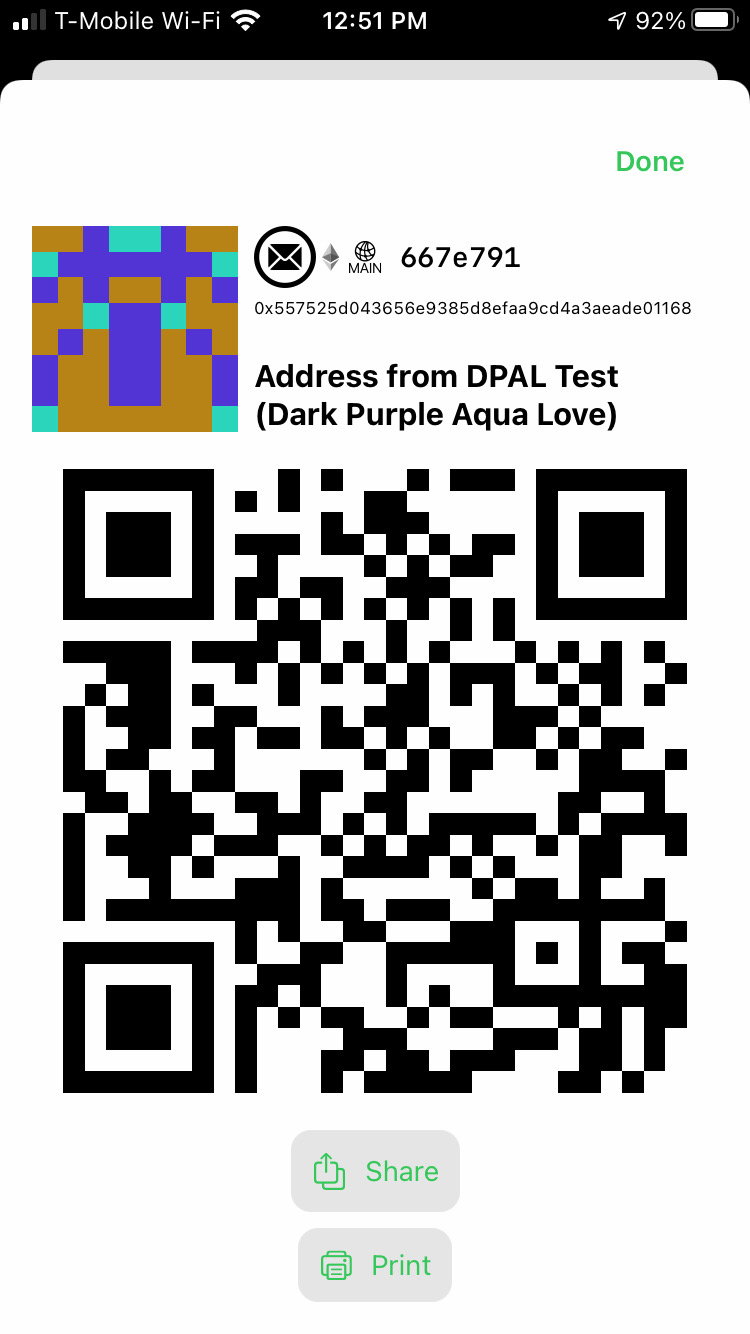 T-Mobile Wi-Fi 12:51 PM 92%
Done
MAIN 667e791
0x557525d043656e9385d8efaa9cd4a3aeade01168
Address from DPAL Test
(Dark Purple Aqua Love)
Share
Print